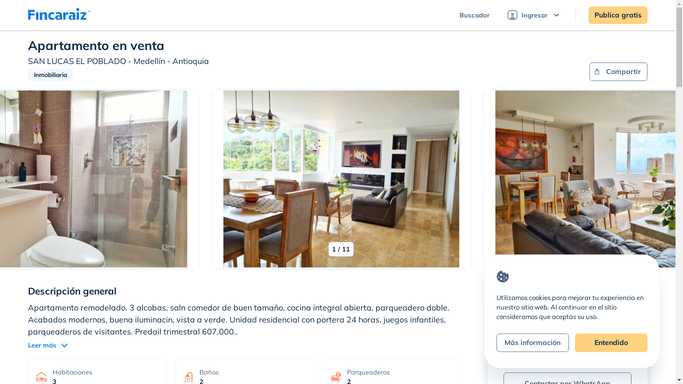 Fincaraiz
Buscador
Ingresar
Publica gratis
Apartamento en venta
SAN LUCAS EL POBLADO - Medellín - Antioquia
Inmobiliaria
Compartir
1 / 11
Descripción general
Apartamento remodelado. 3 alcobas, saln comedor de buen tamaño, cocina integral abierta, parqueadero doble.
Acabados modernos, buena iluminacin, vista a verde. Unidad residencial con portera 24 horas, juegos infantiles,
parqueaderos de visitantes. Predail trimestral 607.000..
Leer más
Habitaciones
3
Baños
2
Parqueaderos
2
Utilizamos cookies para mejorar tu experiencia en
nuestro sitio web. Al continuar en el sitio
consideramos que aceptas su uso.
Más información
Entendido
Contactar por WhatsApp